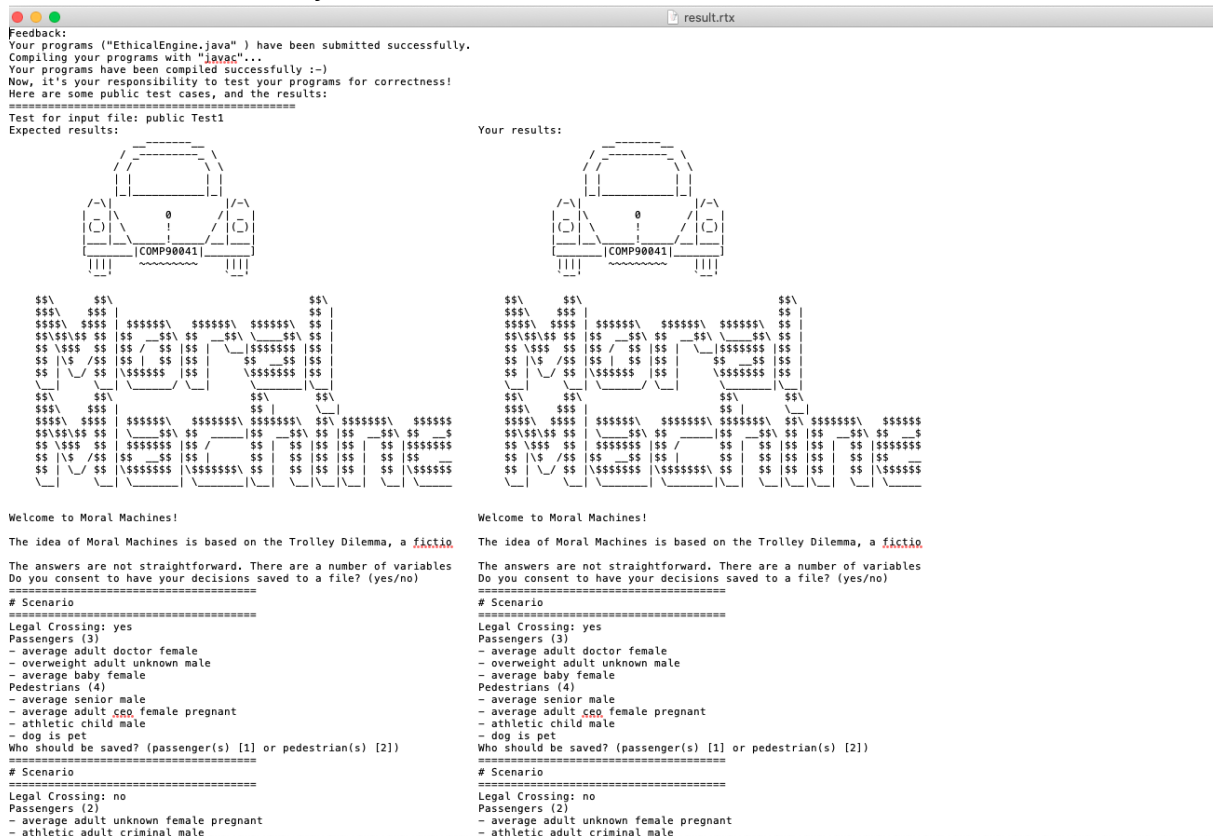 result.rtx
Feedback:
Your programs ("EthicalEngine.java" ) have been submitted successfully.
Compiling your programs with "javac"...
Your programs have been compiled successfully :-)
Now, it's your responsibility to test your programs for correctness!
Here are some public test cases, and the results:
============================================
Test for input file: public Test1
Expected results: Your results:
|COMP90041| |COMP90041|
Moral Moral
Machine Machine
Welcome to Moral Machines! Welcome to Moral Machines!
The idea of Moral Machines is based on the Trolley Dilemma, a fictio The idea of Moral Machines is based on the Trolley Dilemma, a fictio
The answers are not straightforward. There are a number of variables The answers are not straightforward. There are a number of variables
Do you consent to have your decisions saved to a file? (yes/no) Do you consent to have your decisions saved to a file? (yes/no)
====================================== ======================================
# Scenario # Scenario
====================================== ======================================
Legal Crossing: yes Legal Crossing: yes
Passengers (3) Passengers (3)
- average adult doctor female - average adult doctor female
- overweight adult unknown male - overweight adult unknown male
- average baby female - average baby female
Pedestrians (4) Pedestrians (4)
- average senior male - average senior male
- average adult ceo female pregnant - average adult ceo female pregnant
- athletic child male - athletic child male
- dog is pet - dog is pet
Who should be saved? (passenger(s) [1] or pedestrian(s) [2]) Who should be saved? (passenger(s) [1] or pedestrian(s) [2])
====================================== ======================================
# Scenario # Scenario
====================================== ======================================
Legal Crossing: no Legal Crossing: no
Passengers (2) Passengers (2)
- average adult unknown female pregnant - average adult unknown female pregnant
- athletic adult criminal male - athletic adult criminal male